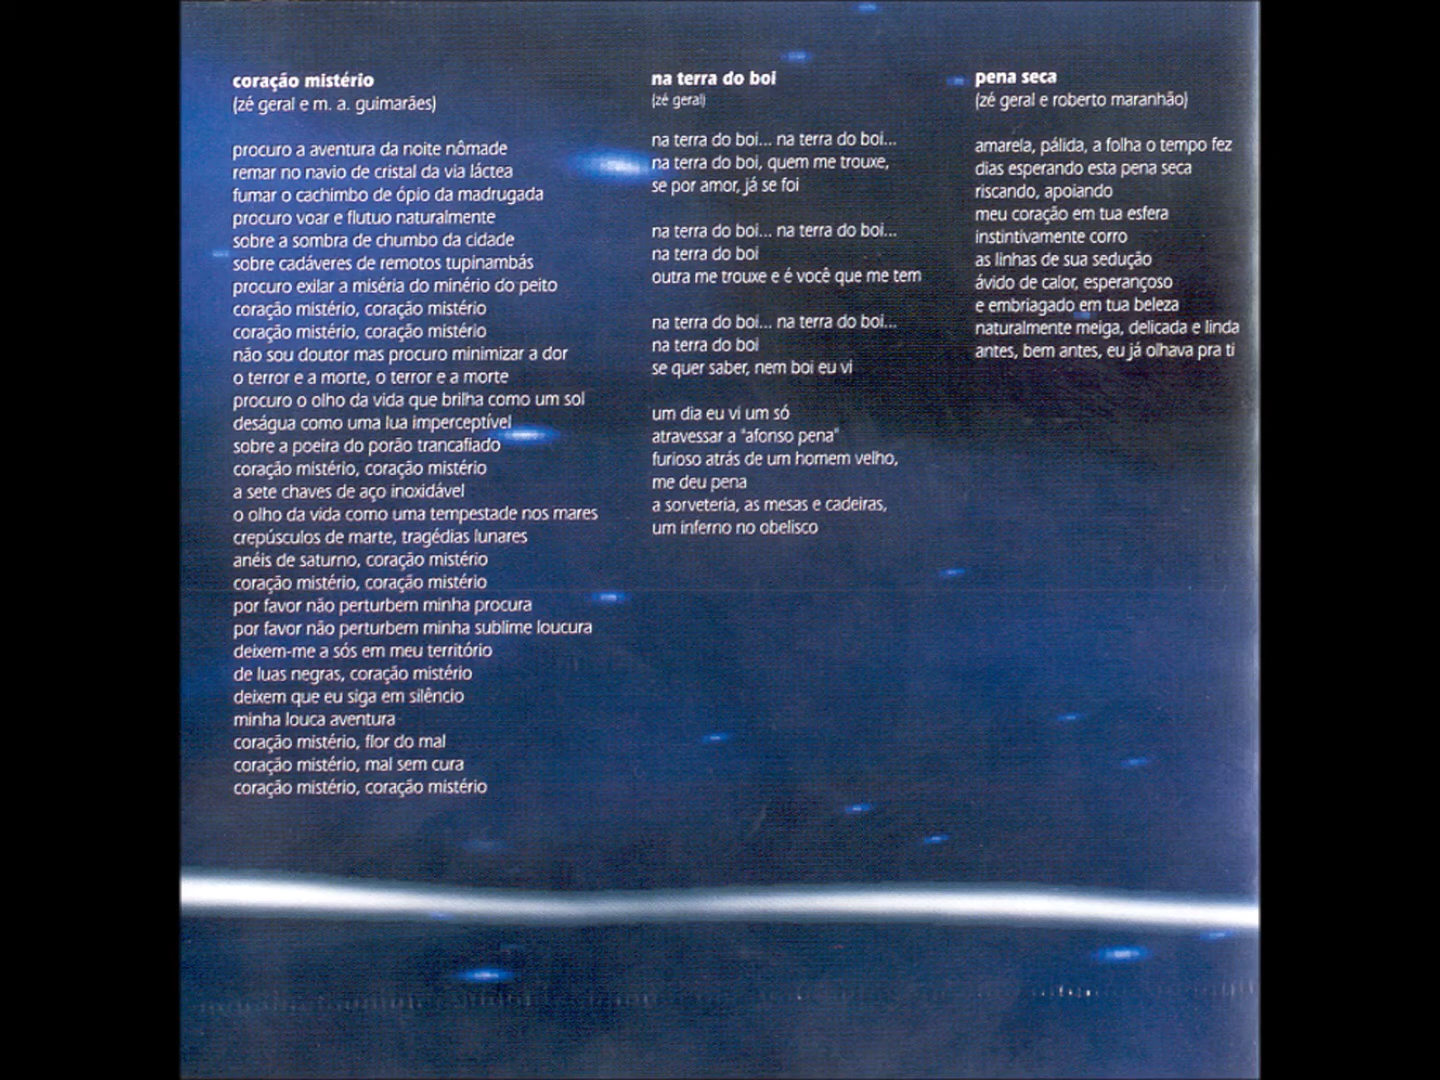 coração mistério
(zé geral e m. a. guimarães)
procuro a aventura da noite nômade
remar no navio de cristal da via láctea
fumar o cachimbo de ópio da madrugada
procuro voar e flutuo naturalmente
sobre a sombra de chumbo da cidade
sobre cadáveres de remotos tupinambás
procuro exilar a miséria do minério do peito
coração mistério, coração mistério
coração mistério, coração mistério
não sou doutor mas procuro minimizar a dor
o terror e a morte, o terror e a morte
procuro o olho da vida que brilha como um sol
deságua como uma lua imperceptível
sobre a poeira do porão trancafiado
coração mistério, coração mistério
a sete chaves de aço inoxidável
o olho da vida como uma tempestade nos mares
crepúsculos de marte, tragédias lunares
anéis de saturno, coração mistério
coração mistério, coração mistério
por favor não perturbem minha procura
por favor não perturbem minha sublime loucura
deixem-me a sós em meu território
de luas negras, coração mistério
deixem que eu siga em silêncio
minha louca aventura
coração mistério, flor do mal
coração mistério, mal sem cura
coração mistério, coração mistério
na terra do boi
(zé geral)
na terra do boi... na terra do boi...
na terra do boi, quem me trouxe,
se por amor, já se foi
na terra do boi... na terra do boi...
na terra do boi
outra me trouxe e é você que me tem
na terra do boi... na terra do boi...
na terra do boi
se quer saber, nem boi eu vi
um dia eu vi um só
atravessar a "afonso pena"
furioso atrás de um homem velho,
me deu pena
a sorveteria, as mesas e cadeiras,
um inferno no obelisco
pena seca
(zé geral e roberto maranhão)
amarela, pálida, a folha o tempo fez
dias esperando esta pena seca
riscando, apoiando
meu coração em tua esfera
instintivamente corro
as linhas de sua sedução
ávido de calor, esperançoso
e embriagado em tua beleza
naturalmente meiga, delicada e linda
antes, bem antes, eu já olhava pra ti